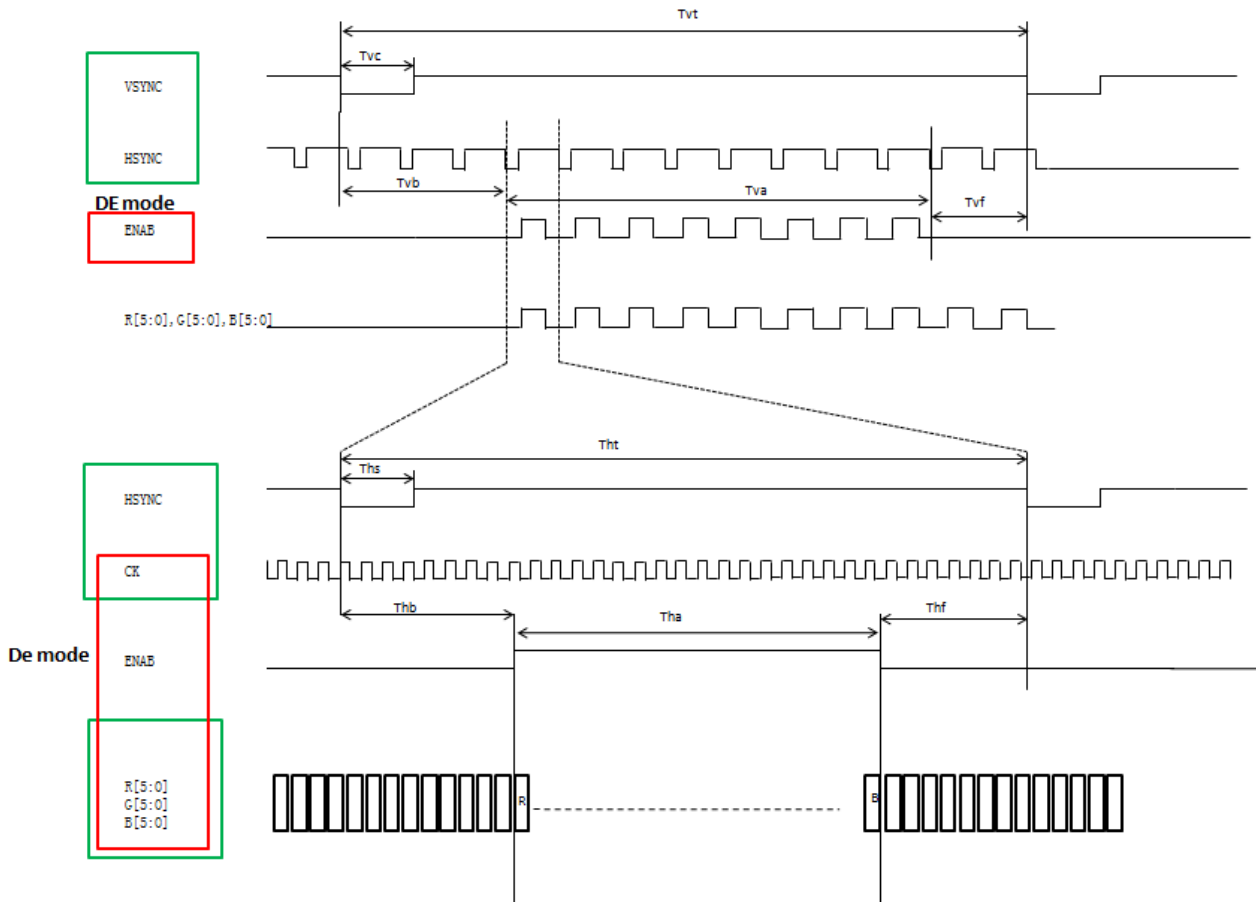 Tvt
Tvc
VSYNC
HSYNC
Tvb
Tva
Tvf
DE mode
ENAB
R[5:0],G[5:0],B[5:0]
Tht
Ths
HSYNC
CK
Thb
Tha
Thf
De mode
ENAB
R[5:0]
G[5:0]
B[5:0]
R
B